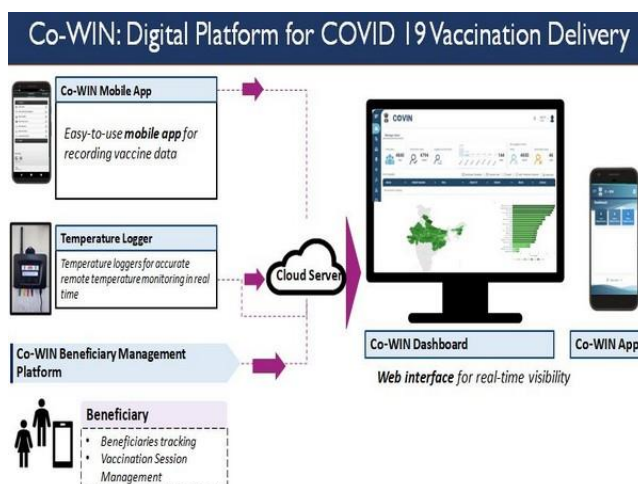 Co-WIN: Digital Platform for COVID 19 Vaccination Delivery
Co-WIN Mobile App
Easy-to-use mobile app for
recording vaccine data
Temperature Logger
Temperature loggers for accurate
remote temperature monitoring in real
time
Co-WIN Beneficiary Management
Platform
Beneficiary
• Beneficiaries tracking
• Vaccination Session
Management
Cloud Server
COVIN
Co-WIN Dashboard
Web interface for real-time visibility
Co-WIN App